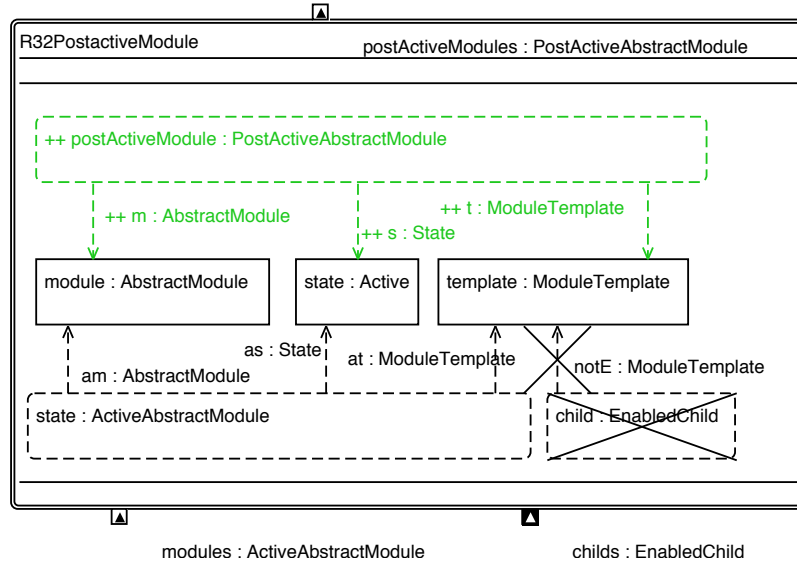 R32PostactiveModule
postActiveModules : PostActiveAbstractModule
++ postActiveModule : PostActiveAbstractModule
++ m : AbstractModule
++ t : ModuleTemplate
++ s : State
module : AbstractModule
state : Active
template : ModuleTemplate
as : State
at : ModuleTemplate
notE : ModuleTemplate
am : AbstractModule
state : ActiveAbstractModule
child : EnabledChild
modules : ActiveAbstractModule
childs : EnabledChild